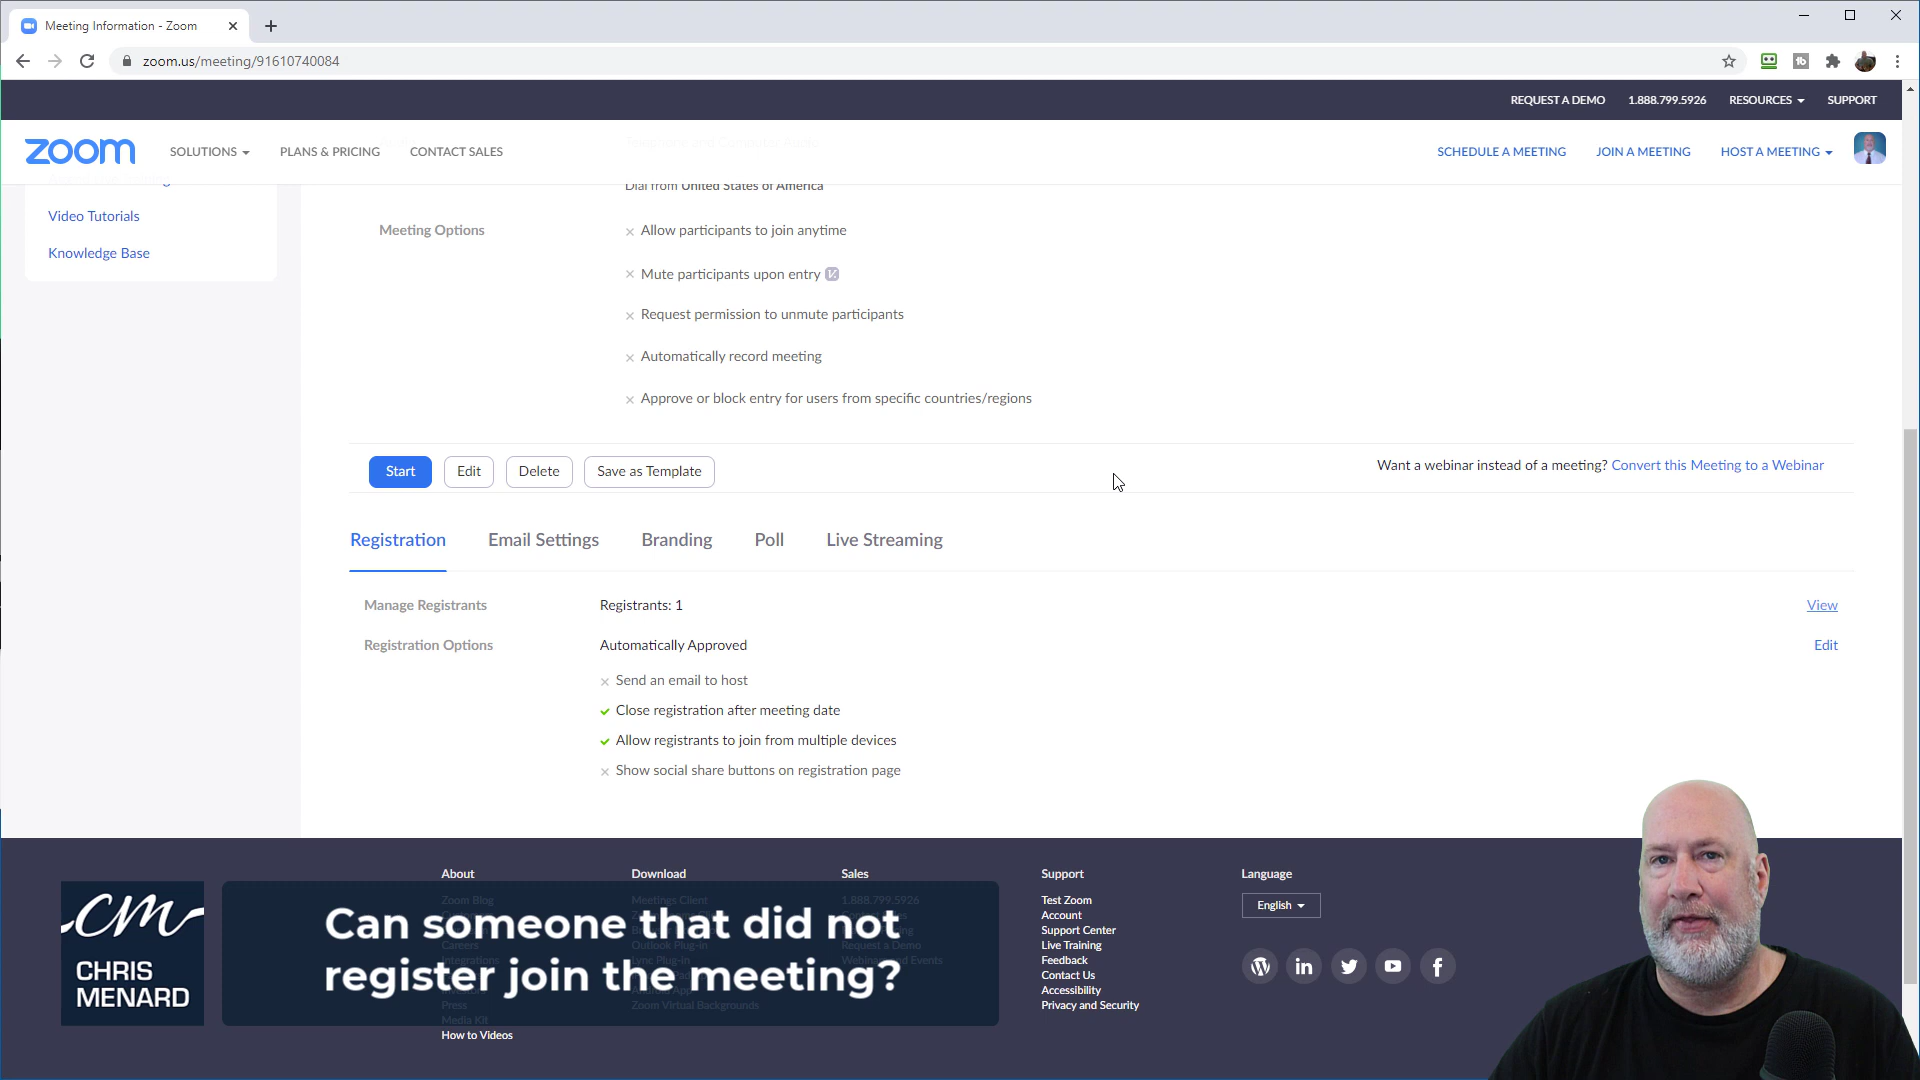 Meeting Information - Zoom
zoom.us/meeting/91610740084
REQUEST A DEMO 1.888.799.5926 RESOURCES SUPPORT
zoom SOLUTIONS PLANS & PRICING CONTACT SALES SCHEDULE A MEETING JOIN A MEETING HOST A MEETING
Dial from United States of America
Video Tutorials
Knowledge Base
Meeting Options
Allow participants to join anytime
Mute participants upon entry
Request permission to unmute participants
Automatically record meeting
Approve or block entry for users from specific countries/regions
Start Edit Delete Save as Template
Want a webinar instead of a meeting? Convert this Meeting to a Webinar
Registration Email Settings Branding Poll Live Streaming
Manage Registrants Registrants: 1 View
Registration Options Automatically Approved Edit
Send an email to host
Close registration after meeting date
Allow registrants to join from multiple devices
Show social share buttons on registration page
CM
CHRIS
MENARD
Can someone that did not
register join the meeting?
About
Zoom Blog
Careers
Integrations
Press
Media Kit
How to Videos
Download
Meetings Client
Outlook Plug-in
Lync Plug-in
Zoom Virtual Backgrounds
Sales
1.888.799.5926
Request a Demo
Support
Test Zoom
Account
Support Center
Live Training
Feedback
Contact Us
Accessibility
Privacy and Security
Language
English